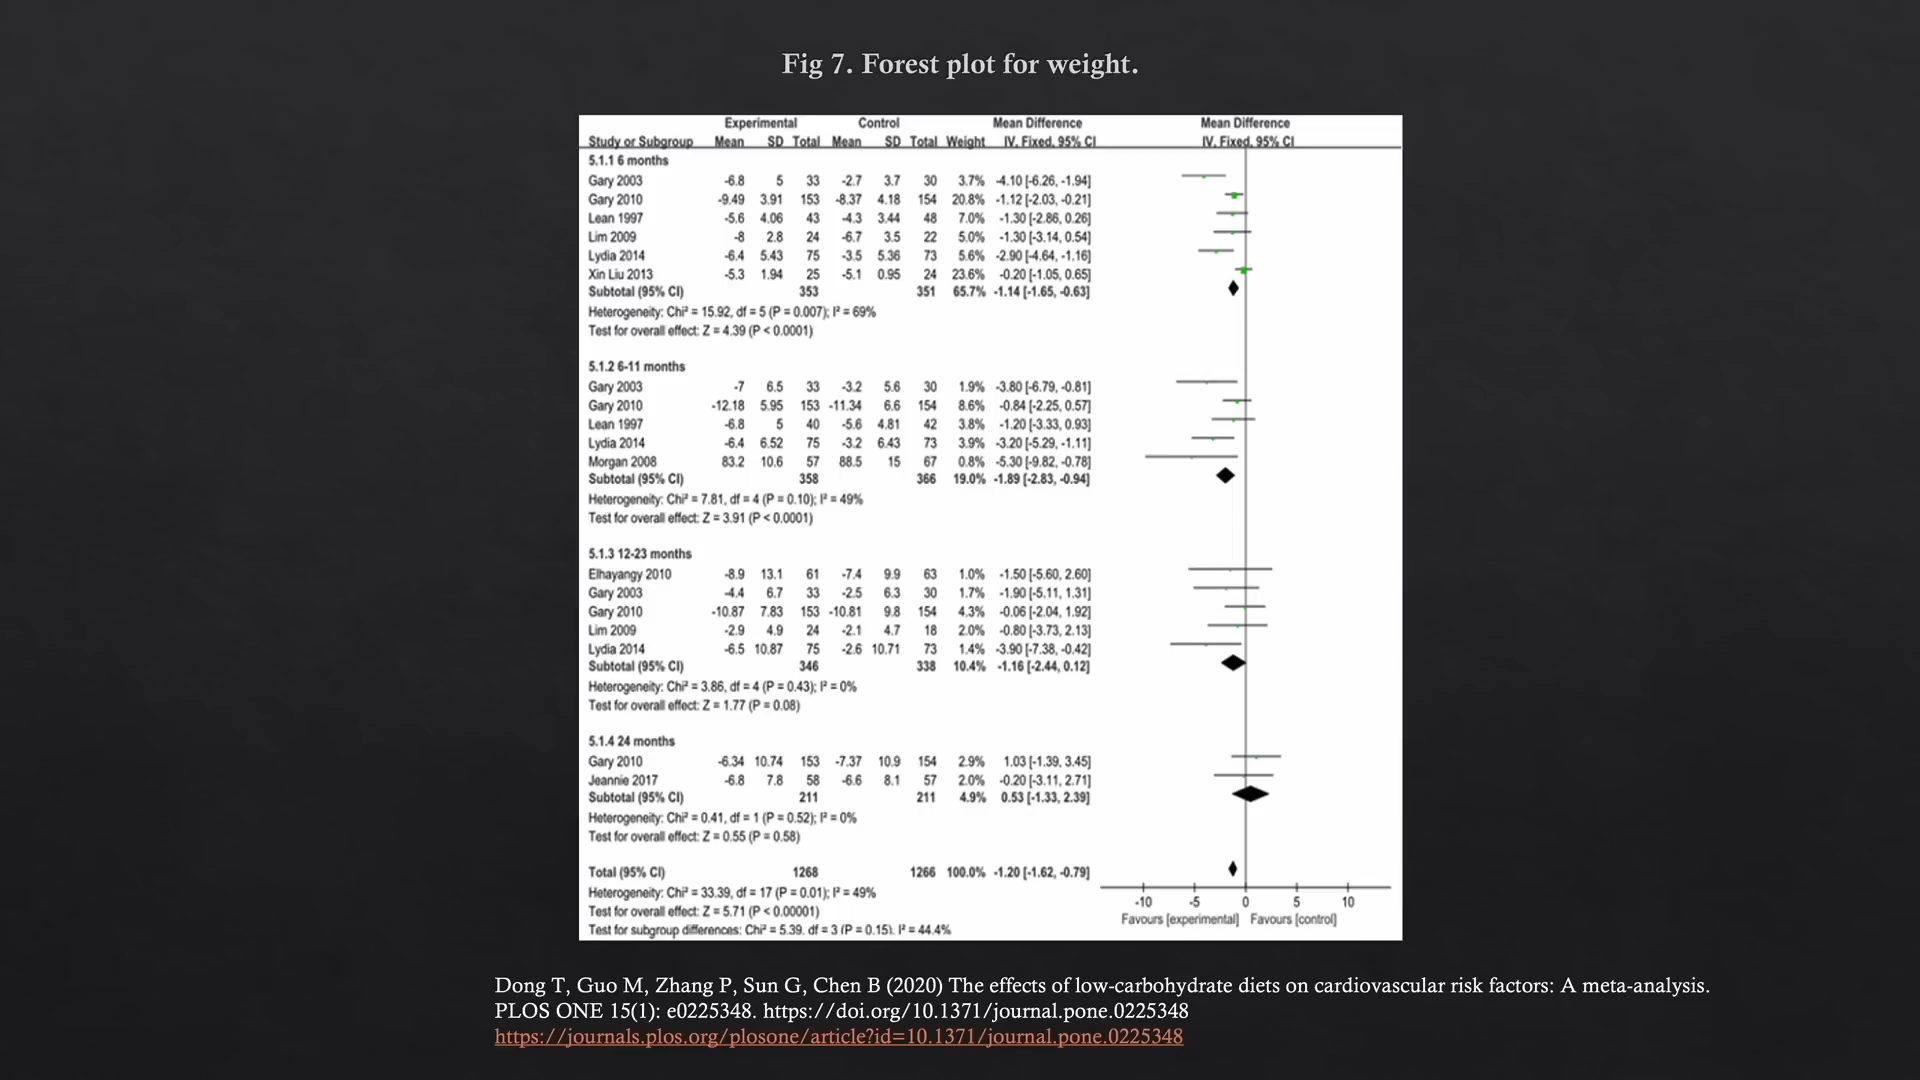 Fig 7. Forest plot for weight.
Experimental Control Mean Difference Mean Difference
Study or Subgroup Mean SD Total Mean SD Total Weight IV, Fixed, 95% CI IV, Fixed, 95% CI
5.1.1 6 months
Gary 2003 -6.8 5 33 -2.7 3.7 30 3.7% -4.10 [-6.26, -1.94]
Gary 2010 -9.49 3.91 153 -8.37 4.18 154 20.8% -1.12 [-2.03, -0.21]
Lean 1997 -5.6 4.06 43 -4.3 3.44 48 7.0% -1.30 [-2.86, 0.26]
Lim 2009 -8 2.8 24 -6.7 3.5 22 5.0% -1.30 [-3.14, 0.54]
Lydia 2014 -6.4 5.43 75 -3.5 5.36 73 5.6% -2.90 [-4.64, -1.16]
Xin Liu 2013 -5.3 1.94 25 -5.1 0.95 24 23.6% -0.20 [-1.05, 0.65]
Subtotal (95% CI) 353 351 65.7% -1.14 [-1.65, -0.63]
Heterogeneity: Chi² = 15.92, df = 5 (P = 0.007); I² = 69%
Test for overall effect: Z = 4.39 (P < 0.0001)
5.1.2 6-11 months
Gary 2003 -7 6.5 33 -3.2 5.6 30 1.9% -3.80 [-6.79, -0.81]
Gary 2010 -12.18 5.95 153 -11.34 6.6 154 8.6% -0.84 [-2.25, 0.57]
Lean 1997 -6.8 5 40 -5.6 4.81 42 3.8% -1.20 [-3.33, 0.93]
Lydia 2014 -6.4 6.52 75 -3.2 6.43 73 3.9% -3.20 [-5.29, -1.11]
Morgan 2008 83.2 10.6 57 88.5 15 67 0.8% -5.30 [-9.82, -0.78]
Subtotal (95% CI) 358 366 19.0% -1.89 [-2.83, -0.94]
Heterogeneity: Chi² = 7.81, df = 4 (P = 0.10); I² = 49%
Test for overall effect: Z = 3.91 (P < 0.0001)
5.1.3 12-23 months
Elhayangy 2010 -8.9 13.1 61 -7.4 9.9 63 1.0% -1.50 [-5.60, 2.60]
Gary 2003 -4.4 6.7 33 -2.5 6.3 30 1.7% -1.90 [-5.11, 1.31]
Gary 2010 -10.87 7.83 153 -10.81 9.8 154 4.3% -0.06 [-2.04, 1.92]
Lim 2009 -2.9 4.9 24 -2.1 4.7 18 2.0% -0.80 [-3.73, 2.13]
Lydia 2014 -6.5 10.87 75 -2.6 10.71 73 1.4% -3.90 [-7.38, -0.42]
Subtotal (95% CI) 346 338 10.4% -1.16 [-2.44, 0.12]
Heterogeneity: Chi² = 3.86, df = 4 (P = 0.43); I² = 0%
Test for overall effect: Z = 1.77 (P = 0.08)
5.1.4 24 months
Gary 2010 -6.34 10.74 153 -7.37 10.9 154 2.9% 1.03 [-1.39, 3.45]
Jeannie 2017 -6.8 7.8 58 -6.6 8.1 57 2.0% -0.20 [-3.11, 2.71]
Subtotal (95% CI) 211 211 4.9% 0.53 [-1.33, 2.39]
Heterogeneity: Chi² = 0.41, df = 1 (P = 0.52); I² = 0%
Test for overall effect: Z = 0.55 (P = 0.58)
Total (95% CI) 1268 1266 100.0% -1.20 [-1.62, -0.79]
Heterogeneity: Chi² = 33.39, df = 17 (P = 0.01); I² = 49%
Test for overall effect: Z = 5.71 (P < 0.00001)
Test for subgroup differences: Chi² = 5.39, df = 3 (P = 0.15), I² = 44.4%
-10 -5 0 5 10
Favours [experimental] Favours [control]
Dong T, Guo M, Zhang P, Sun G, Chen B (2020) The effects of low-carbohydrate diets on cardiovascular risk factors: A meta-analysis.
PLOS ONE 15(1): e0225348. https://doi.org/10.1371/journal.pone.0225348
https://journals.plos.org/plosone/article?id=10.1371/journal.pone.0225348